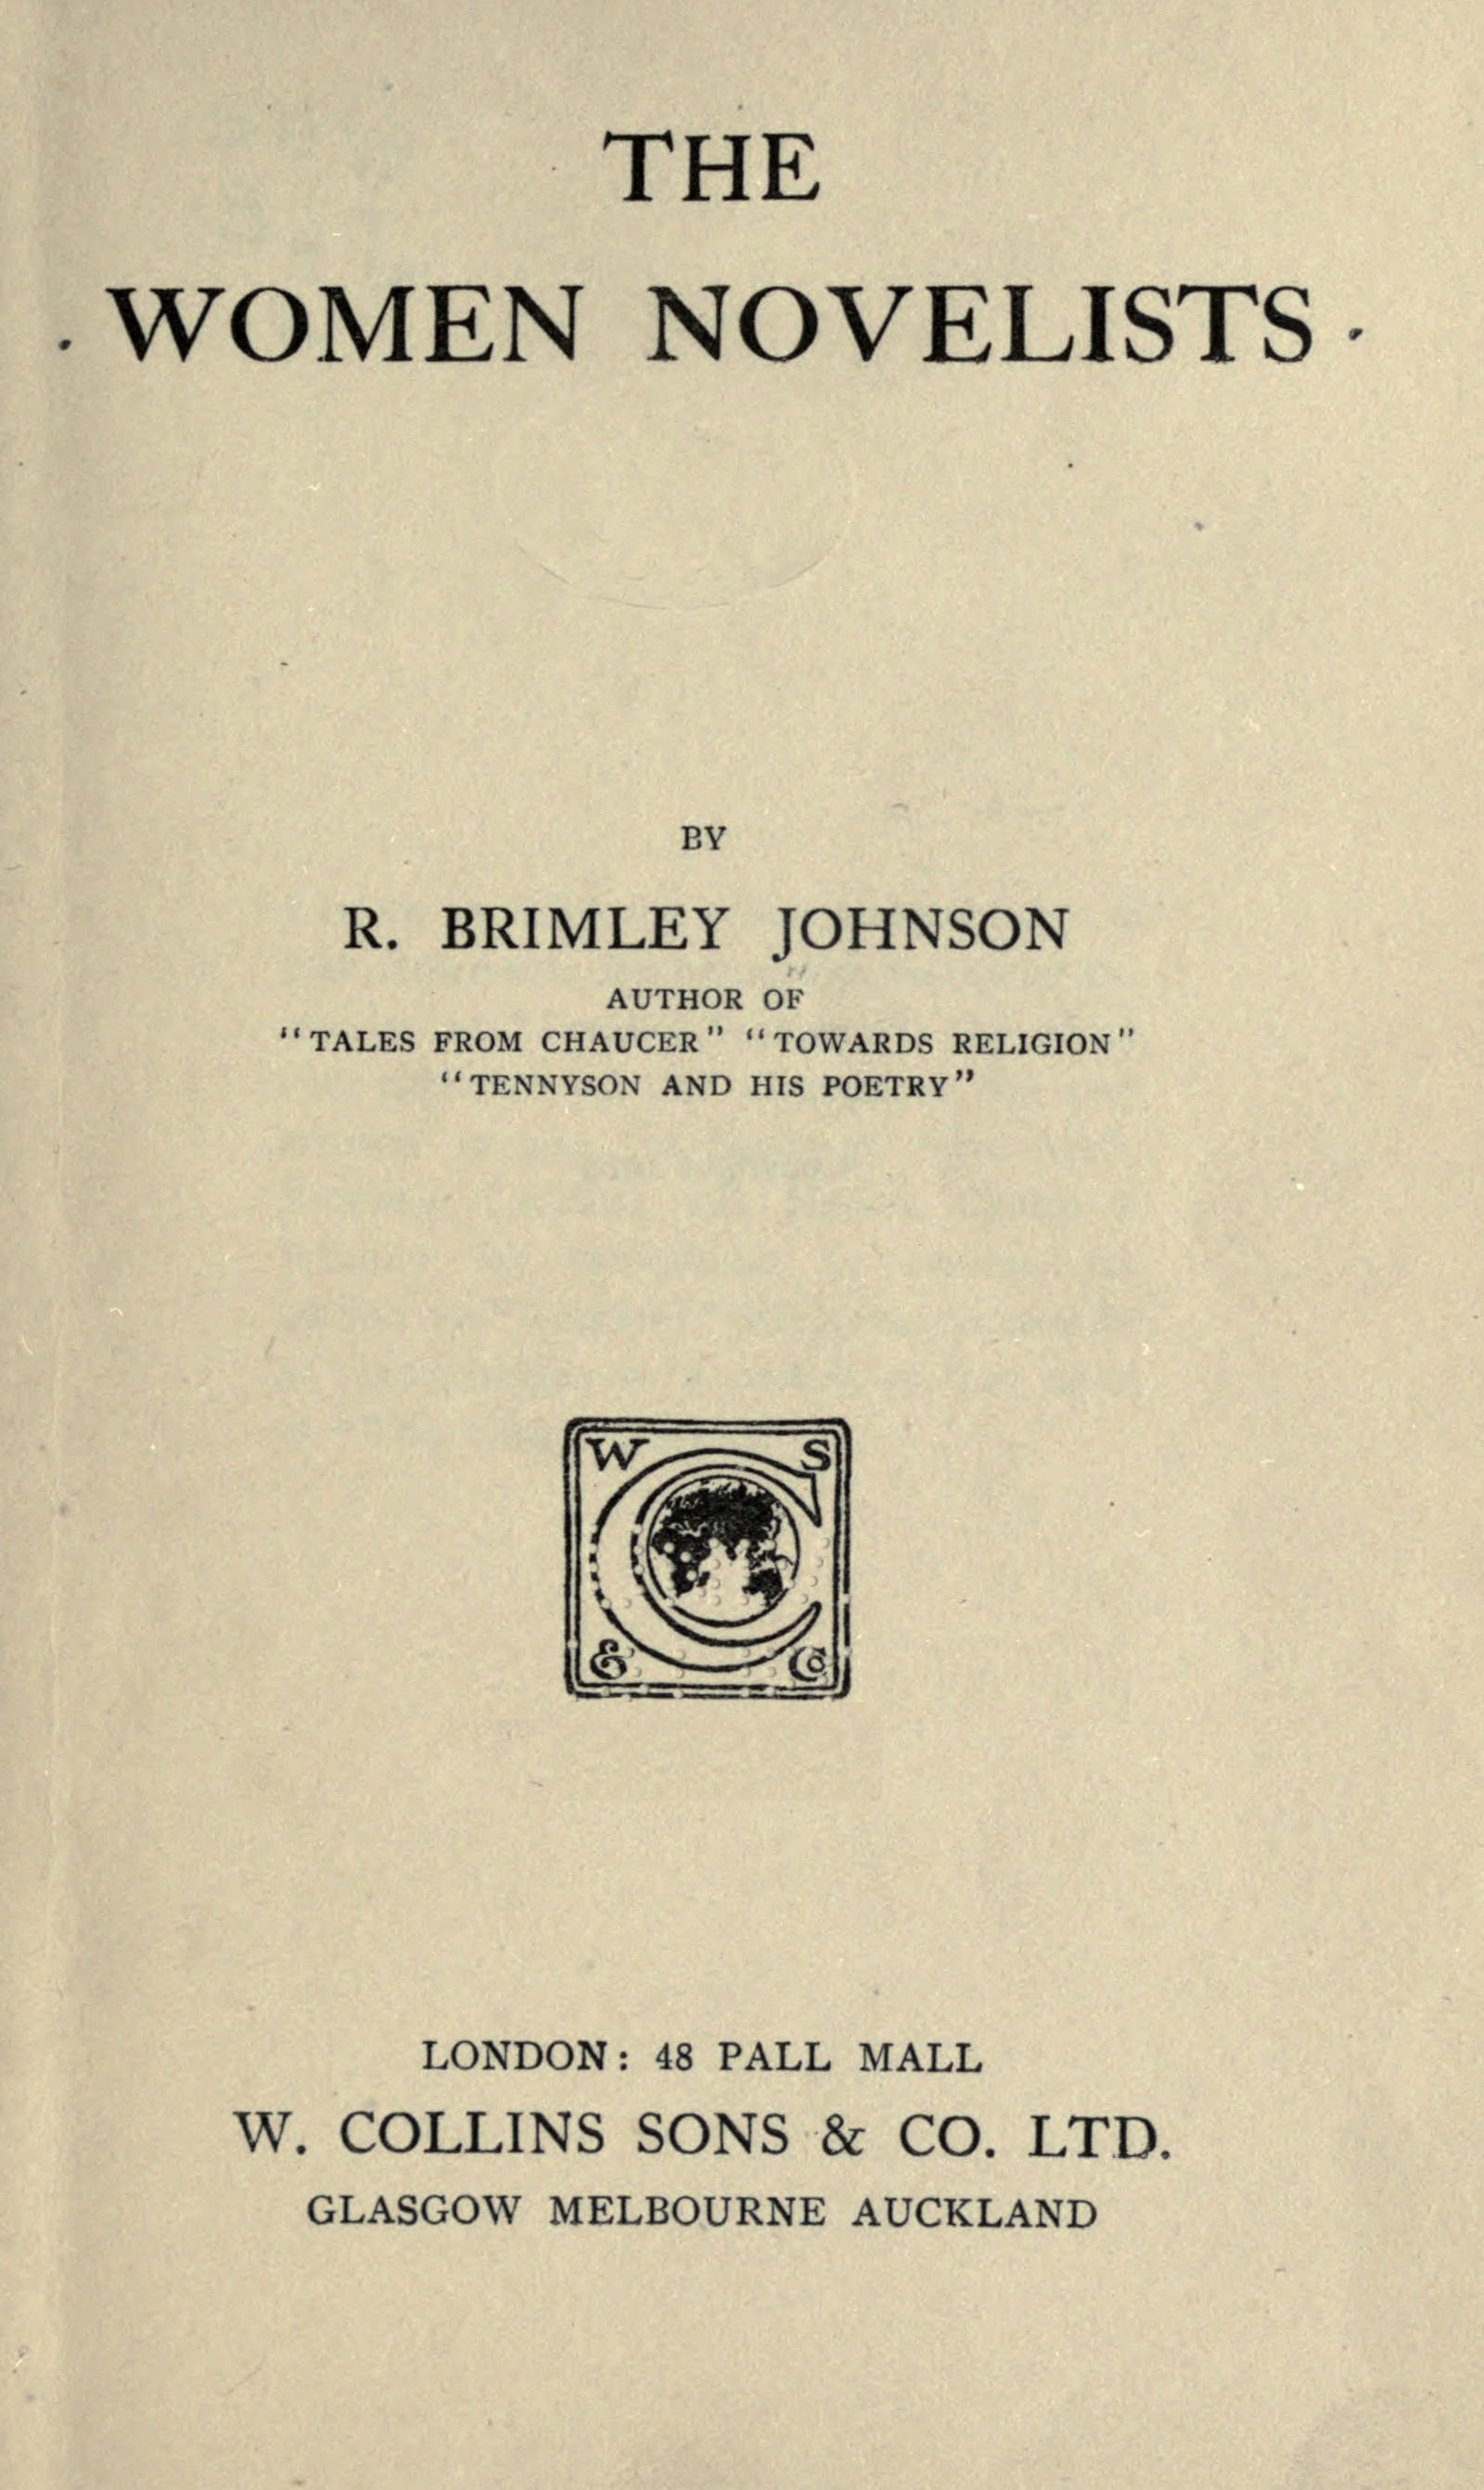 THE
WOMEN NOVELISTS
BY
R. BRIMLEY JOHNSON
AUTHOR OF
"TALES FROM CHAUCER" "TOWARDS RELIGION"
"TENNYSON AND HIS POETRY"
W S
C
& Co
LONDON: 48 PALL MALL
W. COLLINS SONS & CO. LTD.
GLASGOW MELBOURNE AUCKLAND